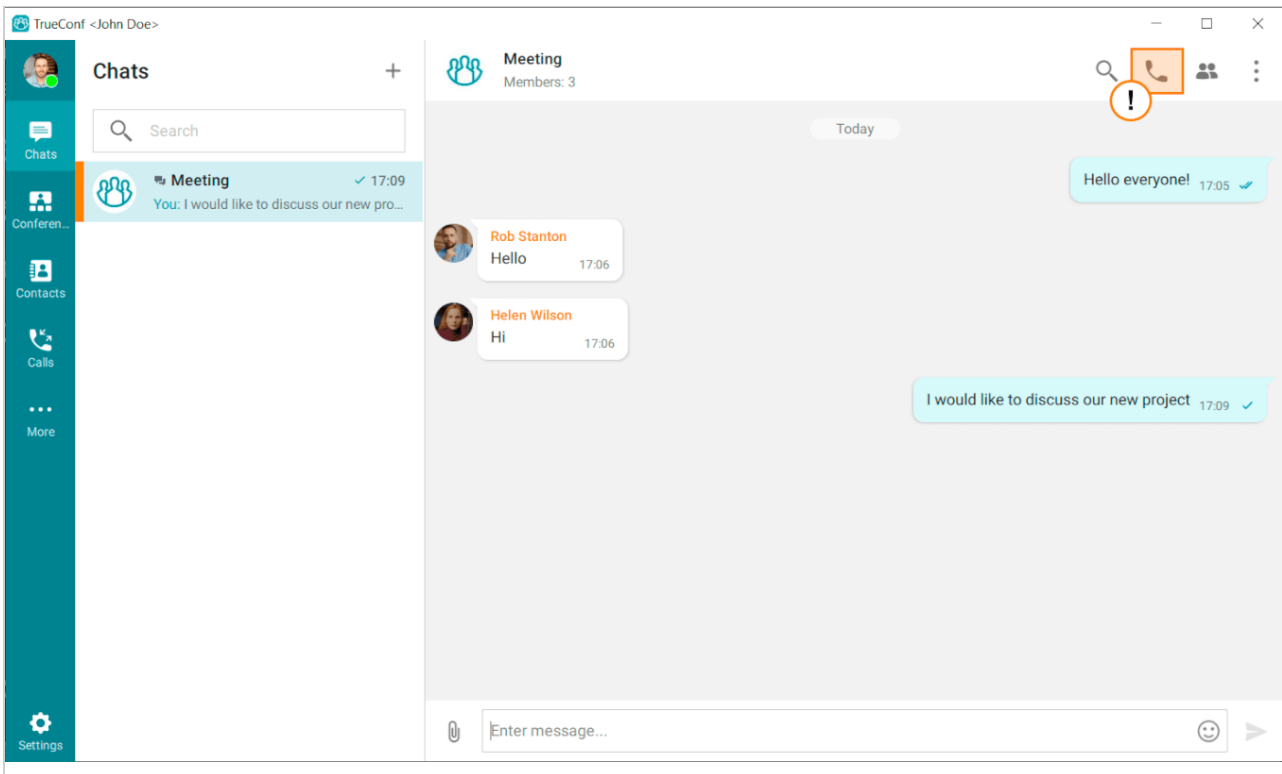 TrueConf <John Doe>
Chats
Conferen...
Contacts
Calls
More
Settings
Chats
Search
Meeting 17:09
You: I would like to discuss our new pro...
Meeting
Members: 3
!
Today
Hello everyone! 17:05
Rob Stanton
Hello 17:06
Helen Wilson
Hi 17:06
I would like to discuss our new project 17:09
Enter message...